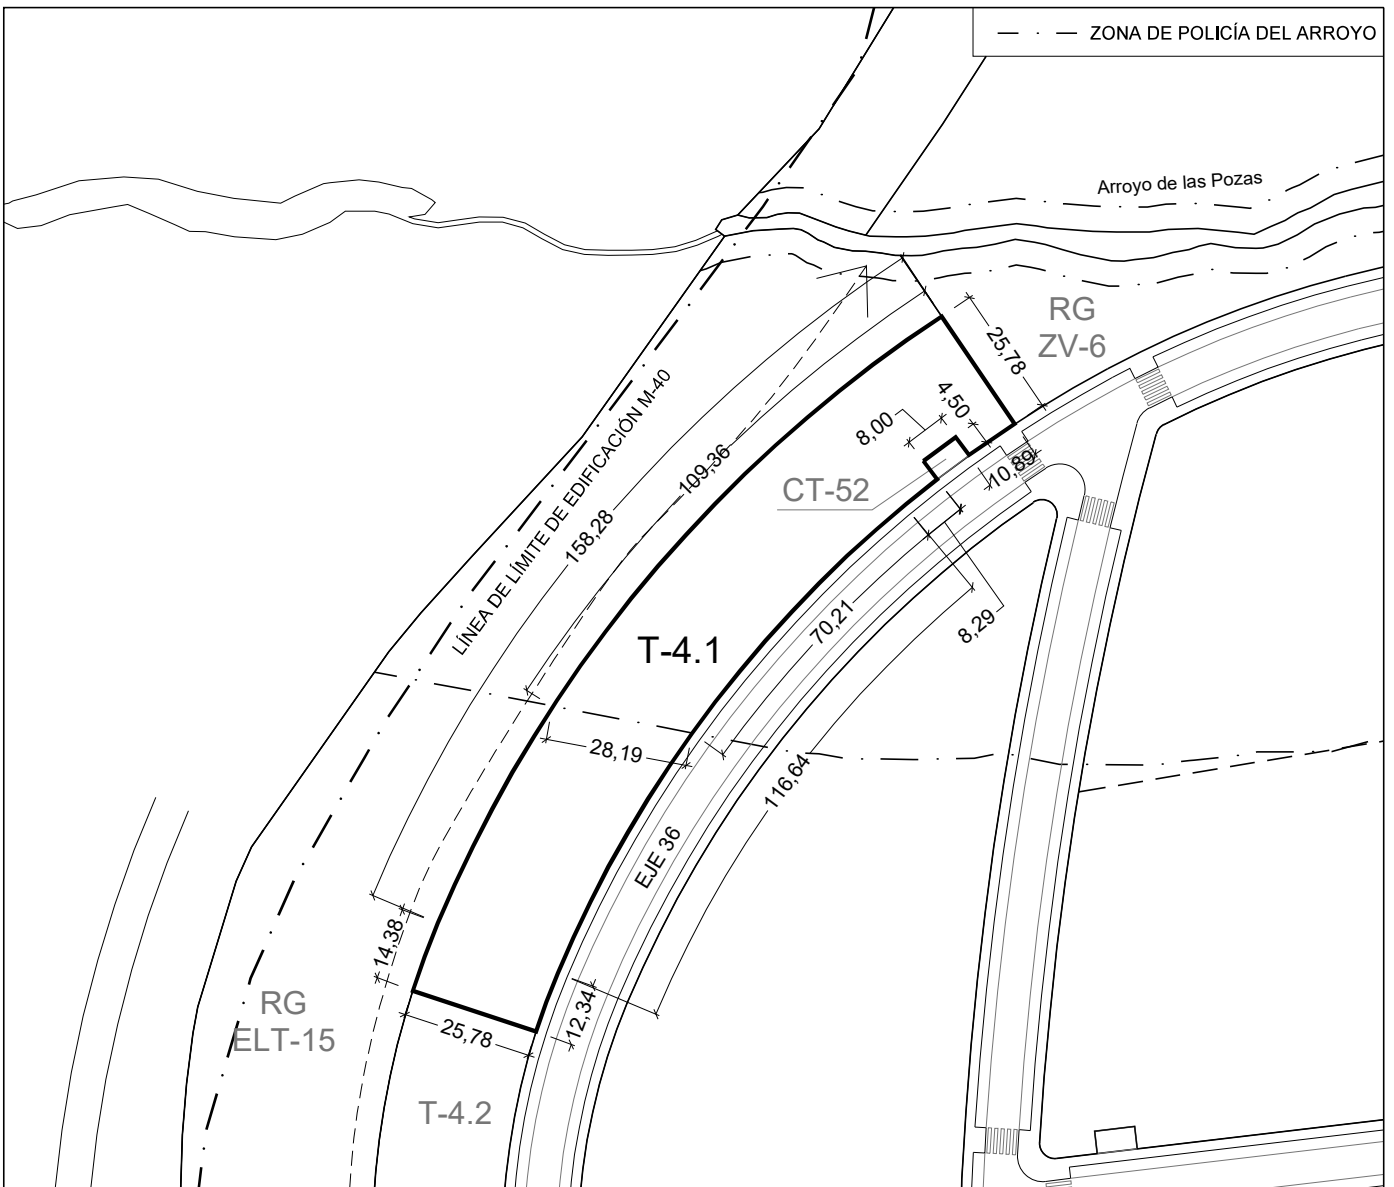 ZONA DE POLICÍA DEL ARROYO
Arroyo de las Pozas
RG
ZV-6
25,78
4,50
8,00
10,89
CT-52
LÍNEA DE LÍMITE DE EDIFICACIÓN M-40
109,36
158,28
T-4.1
70,21
8,29
28,19
116,64
EJE 36
14,38
RG
ELT-15
25,78
12,34
T-4.2